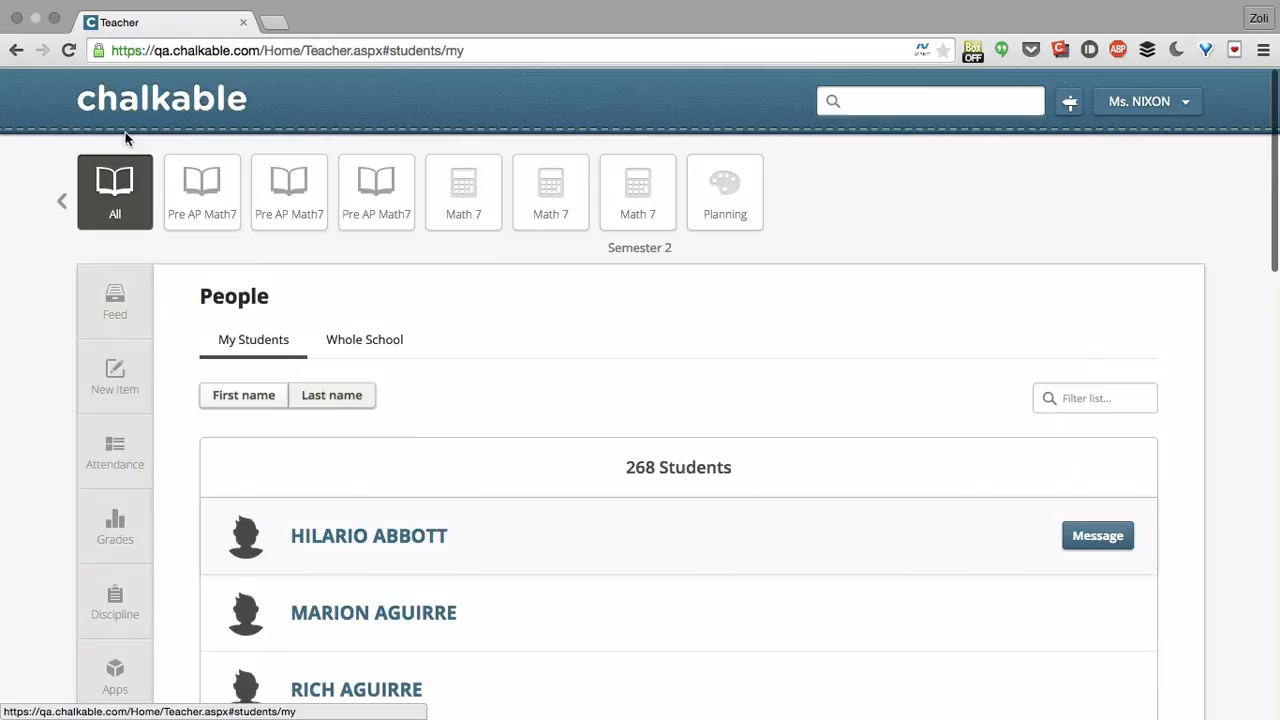 Teacher
Zoli
https://qa.chalkable.com/Home/Teacher.aspx#students/my
Box
OFF
ABP
chalkable
Ms. NIXON
All
Pre AP Math7
Pre AP Math7
Pre AP Math7
Math 7
Math 7
Math 7
Planning
Semester 2
Feed
New Item
Attendance
Grades
Discipline
Apps
People
My Students
Whole School
First name
Last name
Filter list...
268 Students
HILARIO ABBOTT
Message
MARION AGUIRRE
RICH AGUIRRE
https://qa.chalkable.com/Home/Teacher.aspx#students/my